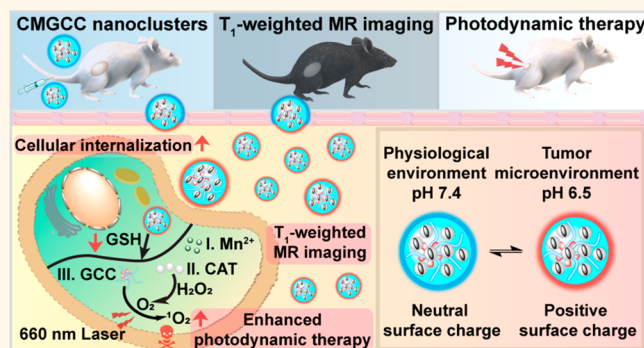 CMGCC nanoclusters
T₁-weighted MR imaging
Photodynamic therapy
Cellular internalization
GSH
I. Mn²⁺
II. CAT
III. GCC
H₂O₂
O₂
¹O₂
660 nm Laser
T₁-weighted
MR imaging
Enhanced
photodynamic therapy
Physiological
environment
pH 7.4
Tumor
microenvironment
pH 6.5
Neutral
surface charge
Positive
surface charge